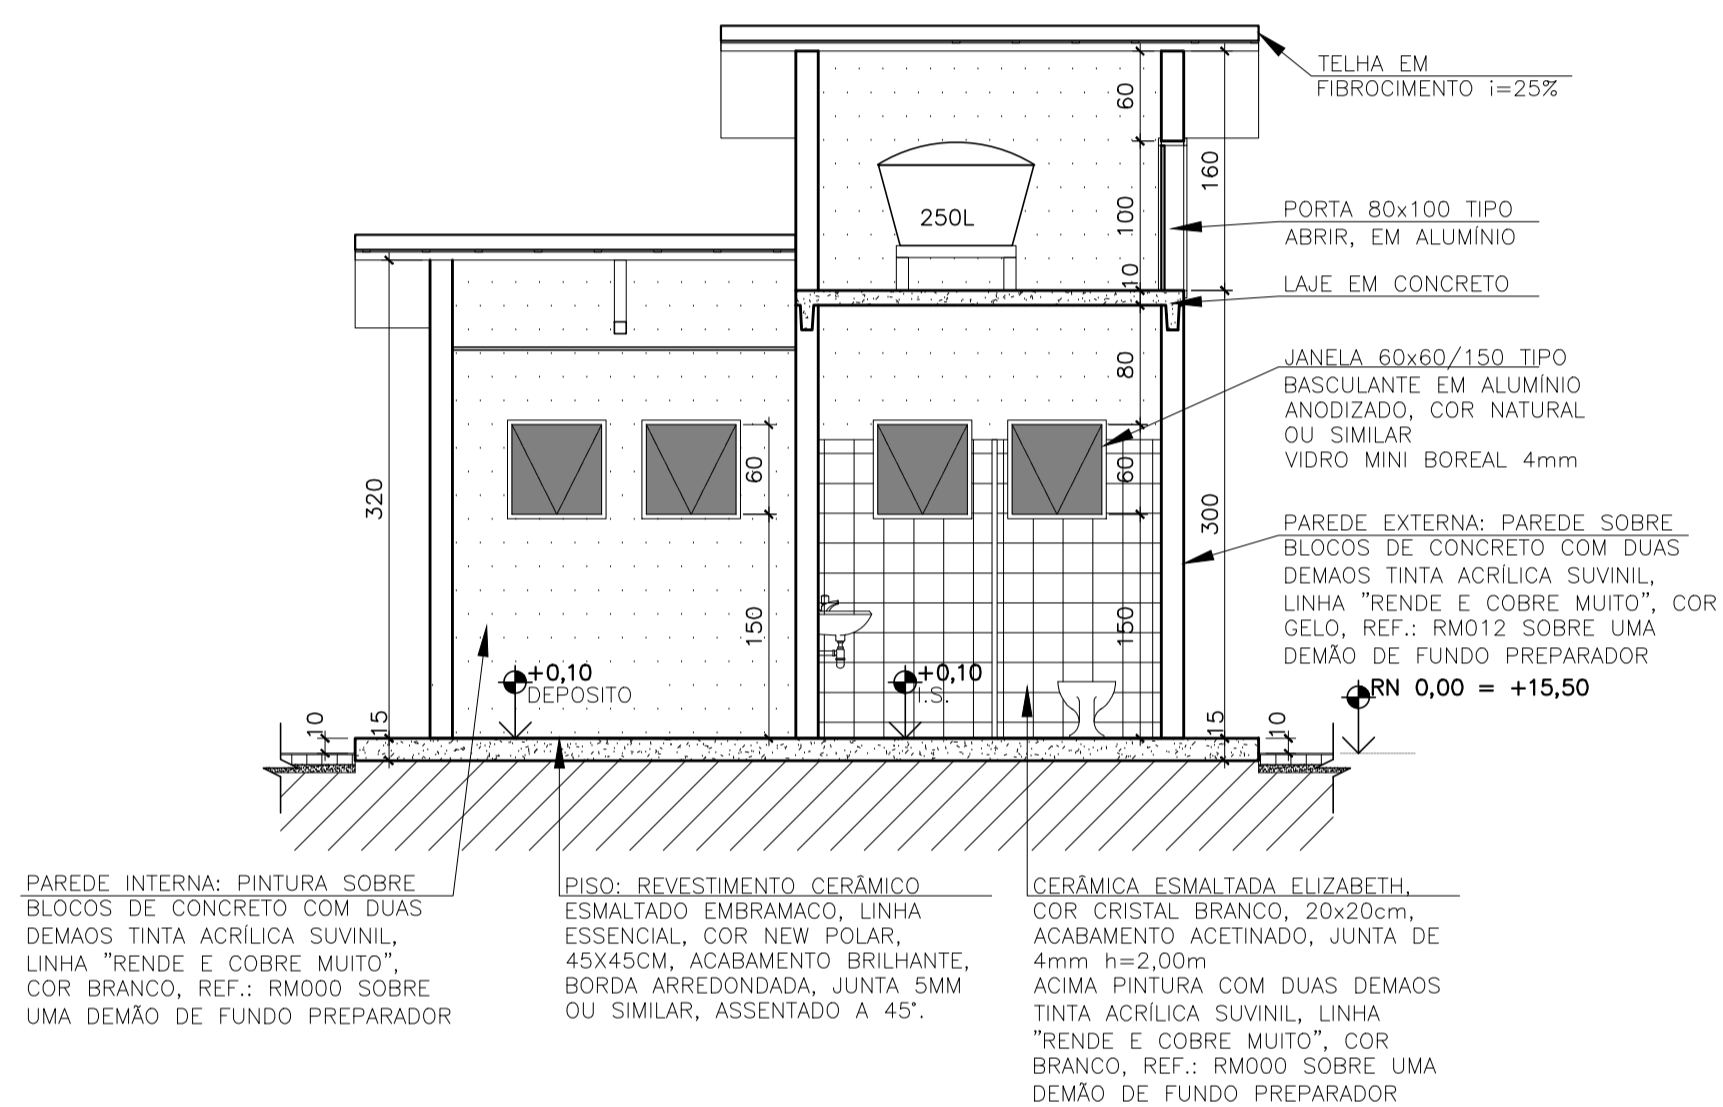 TELHA EM
FIBROCIMENTO i=25%
60
160
100
10
250L
PORTA 80x100 TIPO
ABRIR, EM ALUMÍNIO
LAJE EM CONCRETO
80
JANELA 60x60/150 TIPO
BASCULANTE EM ALUMÍNIO
ANODIZADO, COR NATURAL
OU SIMILAR
VIDRO MINI BOREAL 4mm
320
60
60
300
PAREDE EXTERNA: PAREDE SOBRE
BLOCOS DE CONCRETO COM DUAS
DEMAOS TINTA ACRÍLICA SUVINIL,
LINHA "RENDE E COBRE MUITO", COR
GELO, REF.: RM012 SOBRE UMA
DEMÃO DE FUNDO PREPARADOR
150
150
+0,10
DEPOSITO
+0,10
I.S.
RN 0,00 = +15,50
10
15
15
10
PAREDE INTERNA: PINTURA SOBRE
BLOCOS DE CONCRETO COM DUAS
DEMAOS TINTA ACRÍLICA SUVINIL,
LINHA "RENDE E COBRE MUITO",
COR BRANCO, REF.: RM000 SOBRE
UMA DEMÃO DE FUNDO PREPARADOR
PISO: REVESTIMENTO CERÂMICO
ESMALTADO EMBRAMACO, LINHA
ESSENCIAL, COR NEW POLAR,
45X45CM, ACABAMENTO BRILHANTE,
BORDA ARREDONDADA, JUNTA 5MM
OU SIMILAR, ASSENTADO A 45°.
CERÂMICA ESMALTADA ELIZABETH,
COR CRISTAL BRANCO, 20x20cm,
ACABAMENTO ACETINADO, JUNTA DE
4mm h=2,00m
ACIMA PINTURA COM DUAS DEMAOS
TINTA ACRÍLICA SUVINIL, LINHA
"RENDE E COBRE MUITO", COR
BRANCO, REF.: RM000 SOBRE UMA
DEMÃO DE FUNDO PREPARADOR